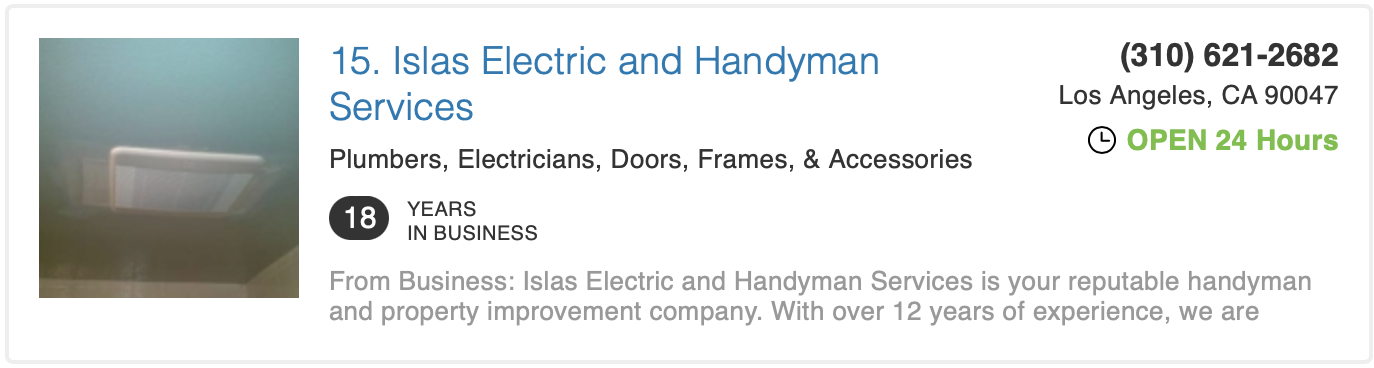 15. Islas Electric and Handyman
Services
Plumbers, Electricians, Doors, Frames, & Accessories
18
YEARS
IN BUSINESS
From Business: Islas Electric and Handyman Services is your reputable handyman
and property improvement company. With over 12 years of experience, we are
(310) 621-2682
Los Angeles, CA 90047
OPEN 24 Hours